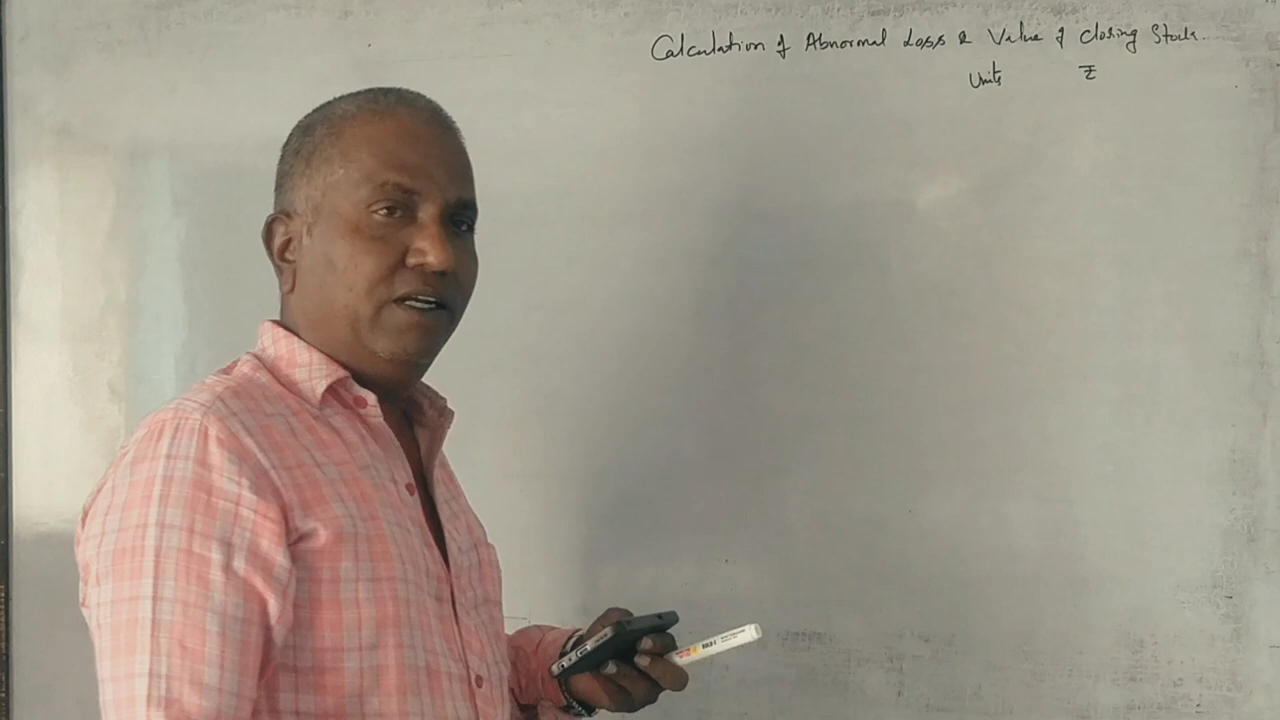 Calculation of Abnormal Loss & Value of closing Stock.
Units ₹